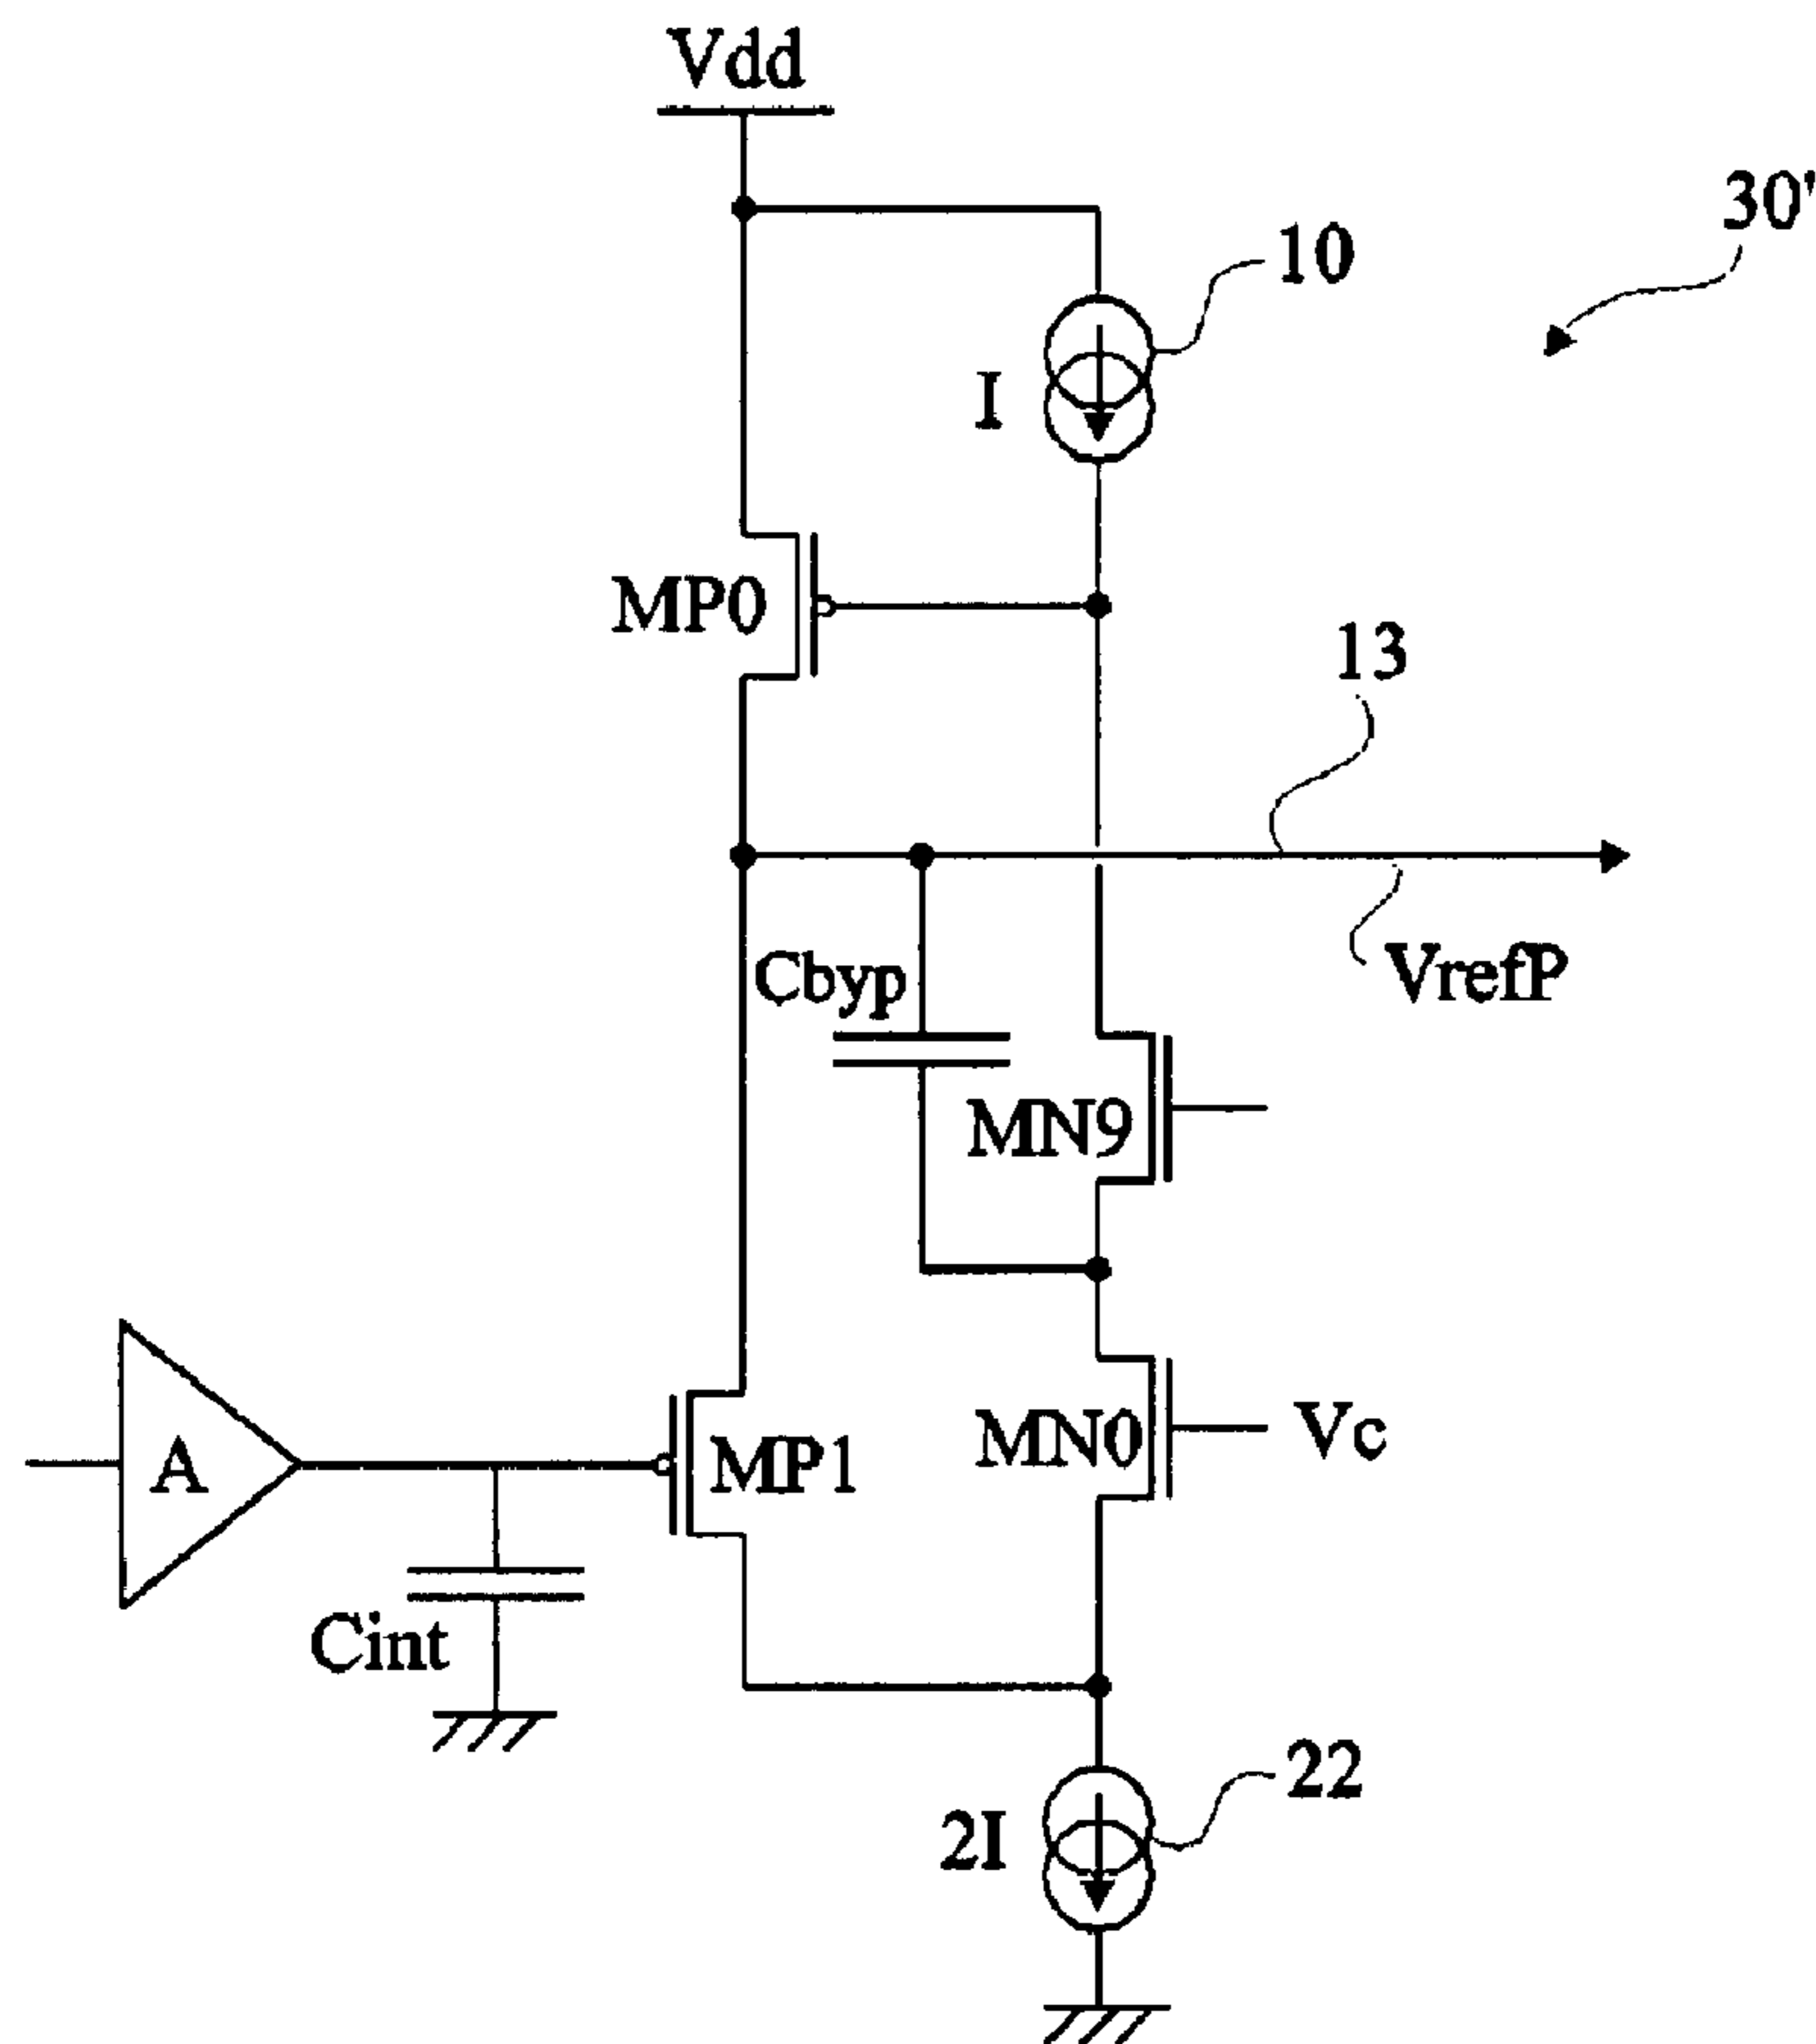 Vdd
30'
10
I
MP0
13
Cbyp
VrefP
MN9
A
MP1
MN0
Vc
Cint
22
2I